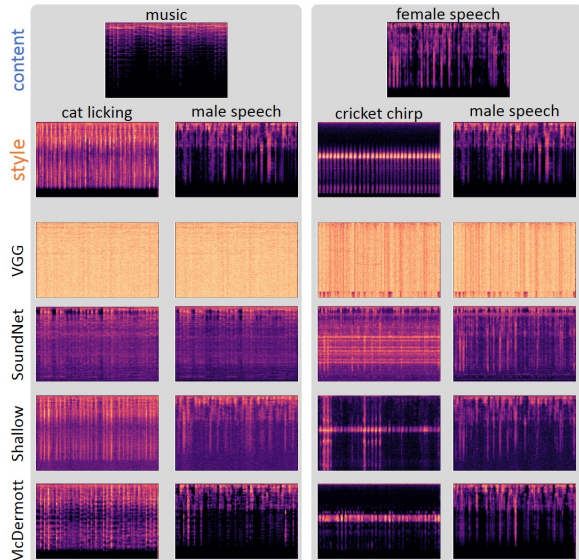 music
female speech
content
cat licking
male speech
cricket chirp
male speech
style
VGG
SoundNet
Shallow
McDermott